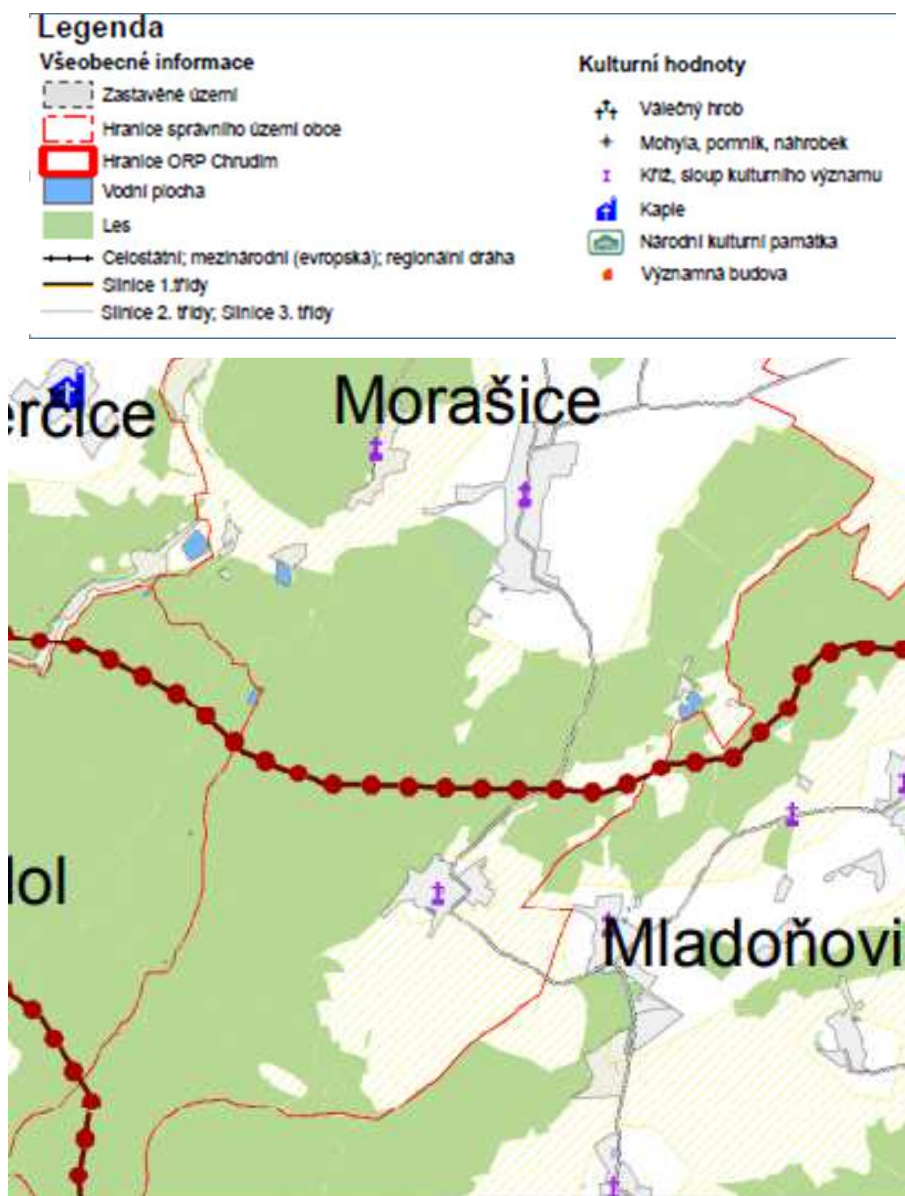 Legenda
Všeobecné informace
Zastavěné území
Hranice správního území obce
Hranice ORP Chrudim
Vodní plocha
Les
Celostátní; mezinárodní (evropská); regionální dráha
Silnice 1.třídy
Silnice 2. třídy; Silnice 3. třídy
Kulturní hodnoty
Válečný hrob
Mohyla, pomník, náhrobek
Kříž, sloup kulturního významu
Kaple
Národní kulturní památka
Významná budova
Morašice
erčice
lol
Mladoňovi